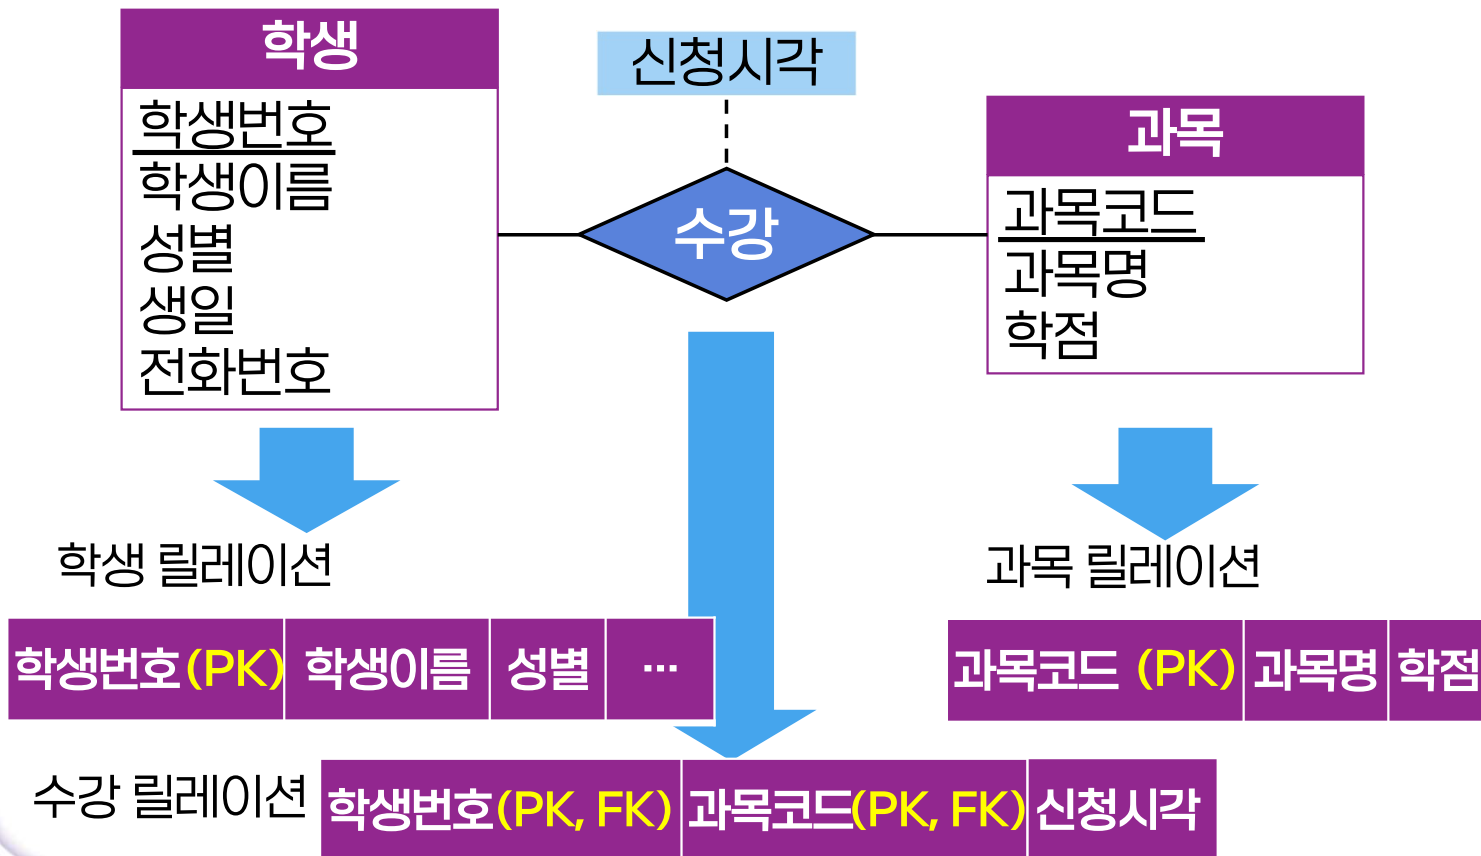 학생
학생번호
학생이름
성별
생일
전화번호
신청시각
수강
과목
과목코드
과목명
학점
학생 릴레이션
학생번호(PK) 학생이름 성별 ...
과목 릴레이션
과목코드 (PK) 과목명 학점
수강 릴레이션
학생번호(PK, FK) 과목코드(PK, FK) 신청시각